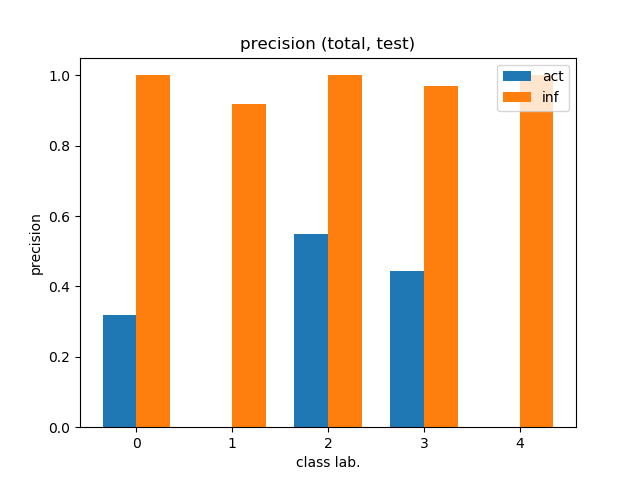 precision (total, test)
act
inf
1.0
0.8
0.6
0.4
0.2
0.0
precision
0 1 2 3 4
class lab.